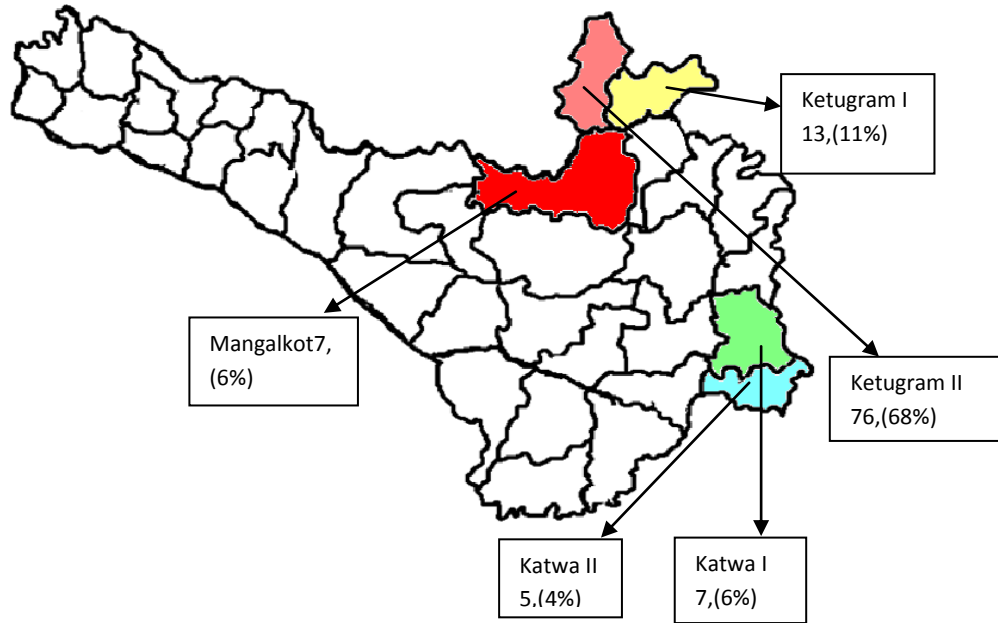 Ketugram I
13,(11%)
Mangalkot7,
(6%)
Ketugram II
76,(68%)
Katwa II
5,(4%)
Katwa I
7,(6%)